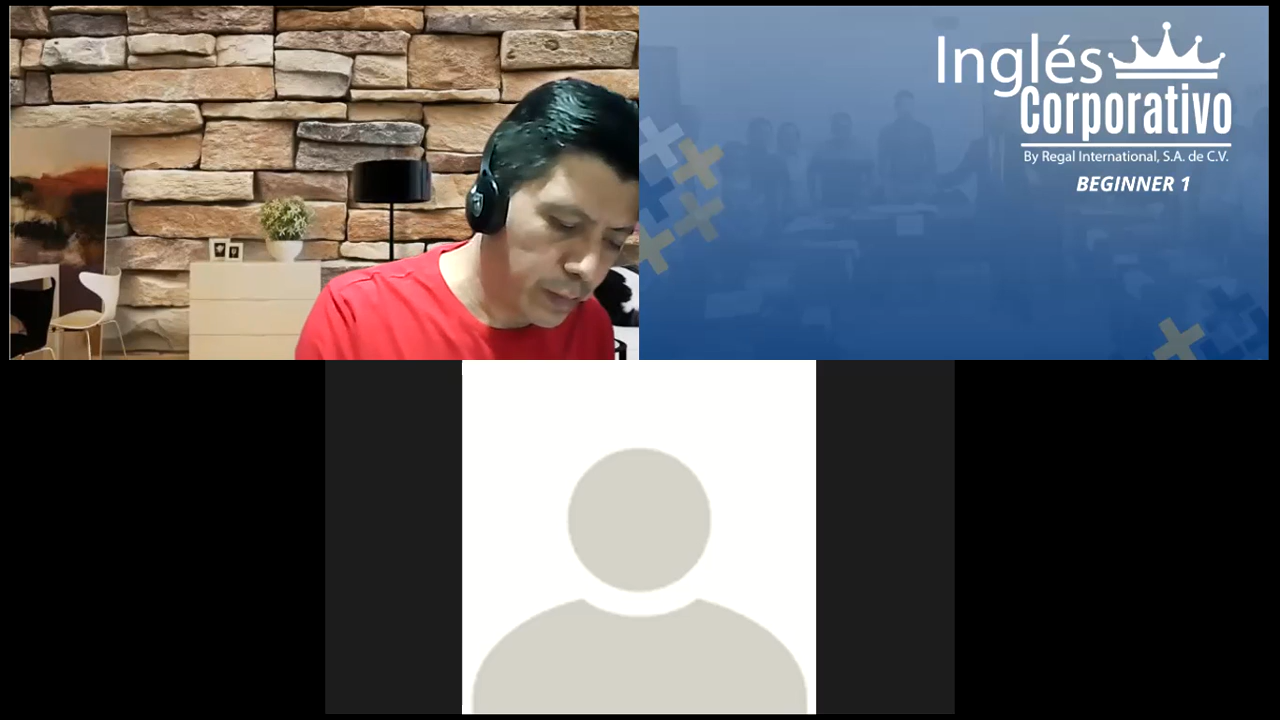 Inglés
Corporativo
By Regal International, S.A. de C.V.
BEGINNER 1